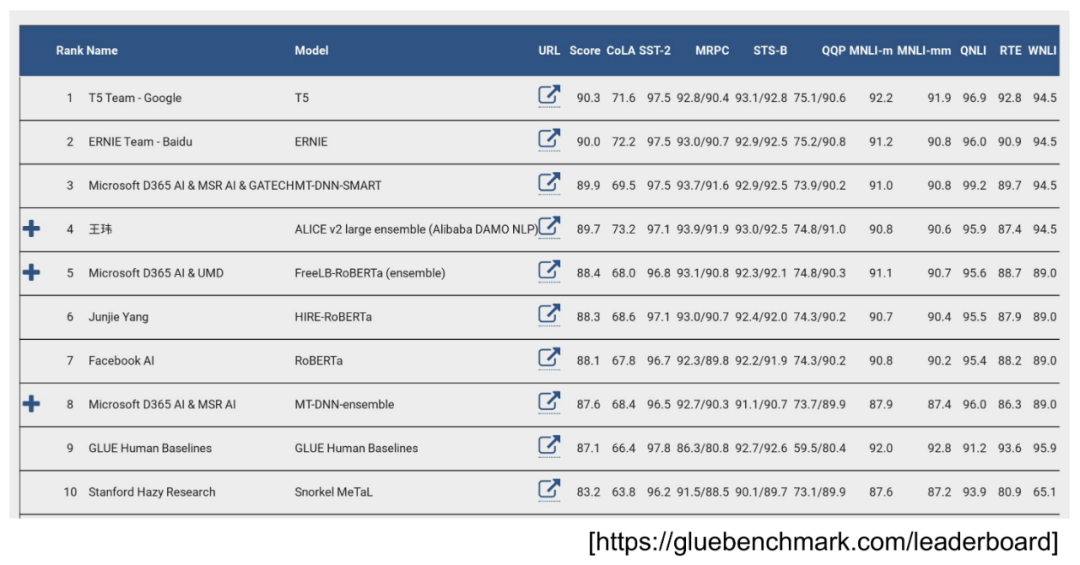 Rank Name Model URL Score CoLA SST-2 MRPC STS-B QQP MNLI-m MNLI-mm QNLI RTE WNLI
1 T5 Team - Google T5 90.3 71.6 97.5 92.8/90.4 93.1/92.8 75.1/90.6 92.2 91.9 96.9 92.8 94.5
2 ERNIE Team - Baidu ERNIE 90.0 72.2 97.5 93.0/90.7 92.9/92.5 75.2/90.8 91.2 90.8 96.0 90.9 94.5
3 Microsoft D365 AI & MSR AI & GATECHMT-DNN-SMART 89.9 69.5 97.5 93.7/91.6 92.9/92.5 73.9/90.2 91.0 90.8 99.2 89.7 94.5
4 王玮 ALICE v2 large ensemble (Alibaba DAMO NLP) 89.7 73.2 97.1 93.9/91.9 93.0/92.5 74.8/91.0 90.8 90.6 95.9 87.4 94.5
5 Microsoft D365 AI & UMD FreeLB-RoBERTa (ensemble) 88.4 68.0 96.8 93.1/90.8 92.3/92.1 74.8/90.3 91.1 90.7 95.6 88.7 89.0
6 Junjie Yang HIRE-RoBERTa 88.3 68.6 97.1 93.0/90.7 92.4/92.0 74.3/90.2 90.7 90.4 95.5 87.9 89.0
7 Facebook AI RoBERTa 88.1 67.8 96.7 92.3/89.8 92.2/91.9 74.3/90.2 90.8 90.2 95.4 88.2 89.0
8 Microsoft D365 AI & MSR AI MT-DNN-ensemble 87.6 68.4 96.5 92.7/90.3 91.1/90.7 73.7/89.9 87.9 87.4 96.0 86.3 89.0
9 GLUE Human Baselines GLUE Human Baselines 87.1 66.4 97.8 86.3/80.8 92.7/92.6 59.5/80.4 92.0 92.8 91.2 93.6 95.9
10 Stanford Hazy Research Snorkel MeTaL 83.2 63.8 96.2 91.5/88.5 90.1/89.7 73.1/89.9 87.6 87.2 93.9 80.9 65.1
[https://gluebenchmark.com/leaderboard]